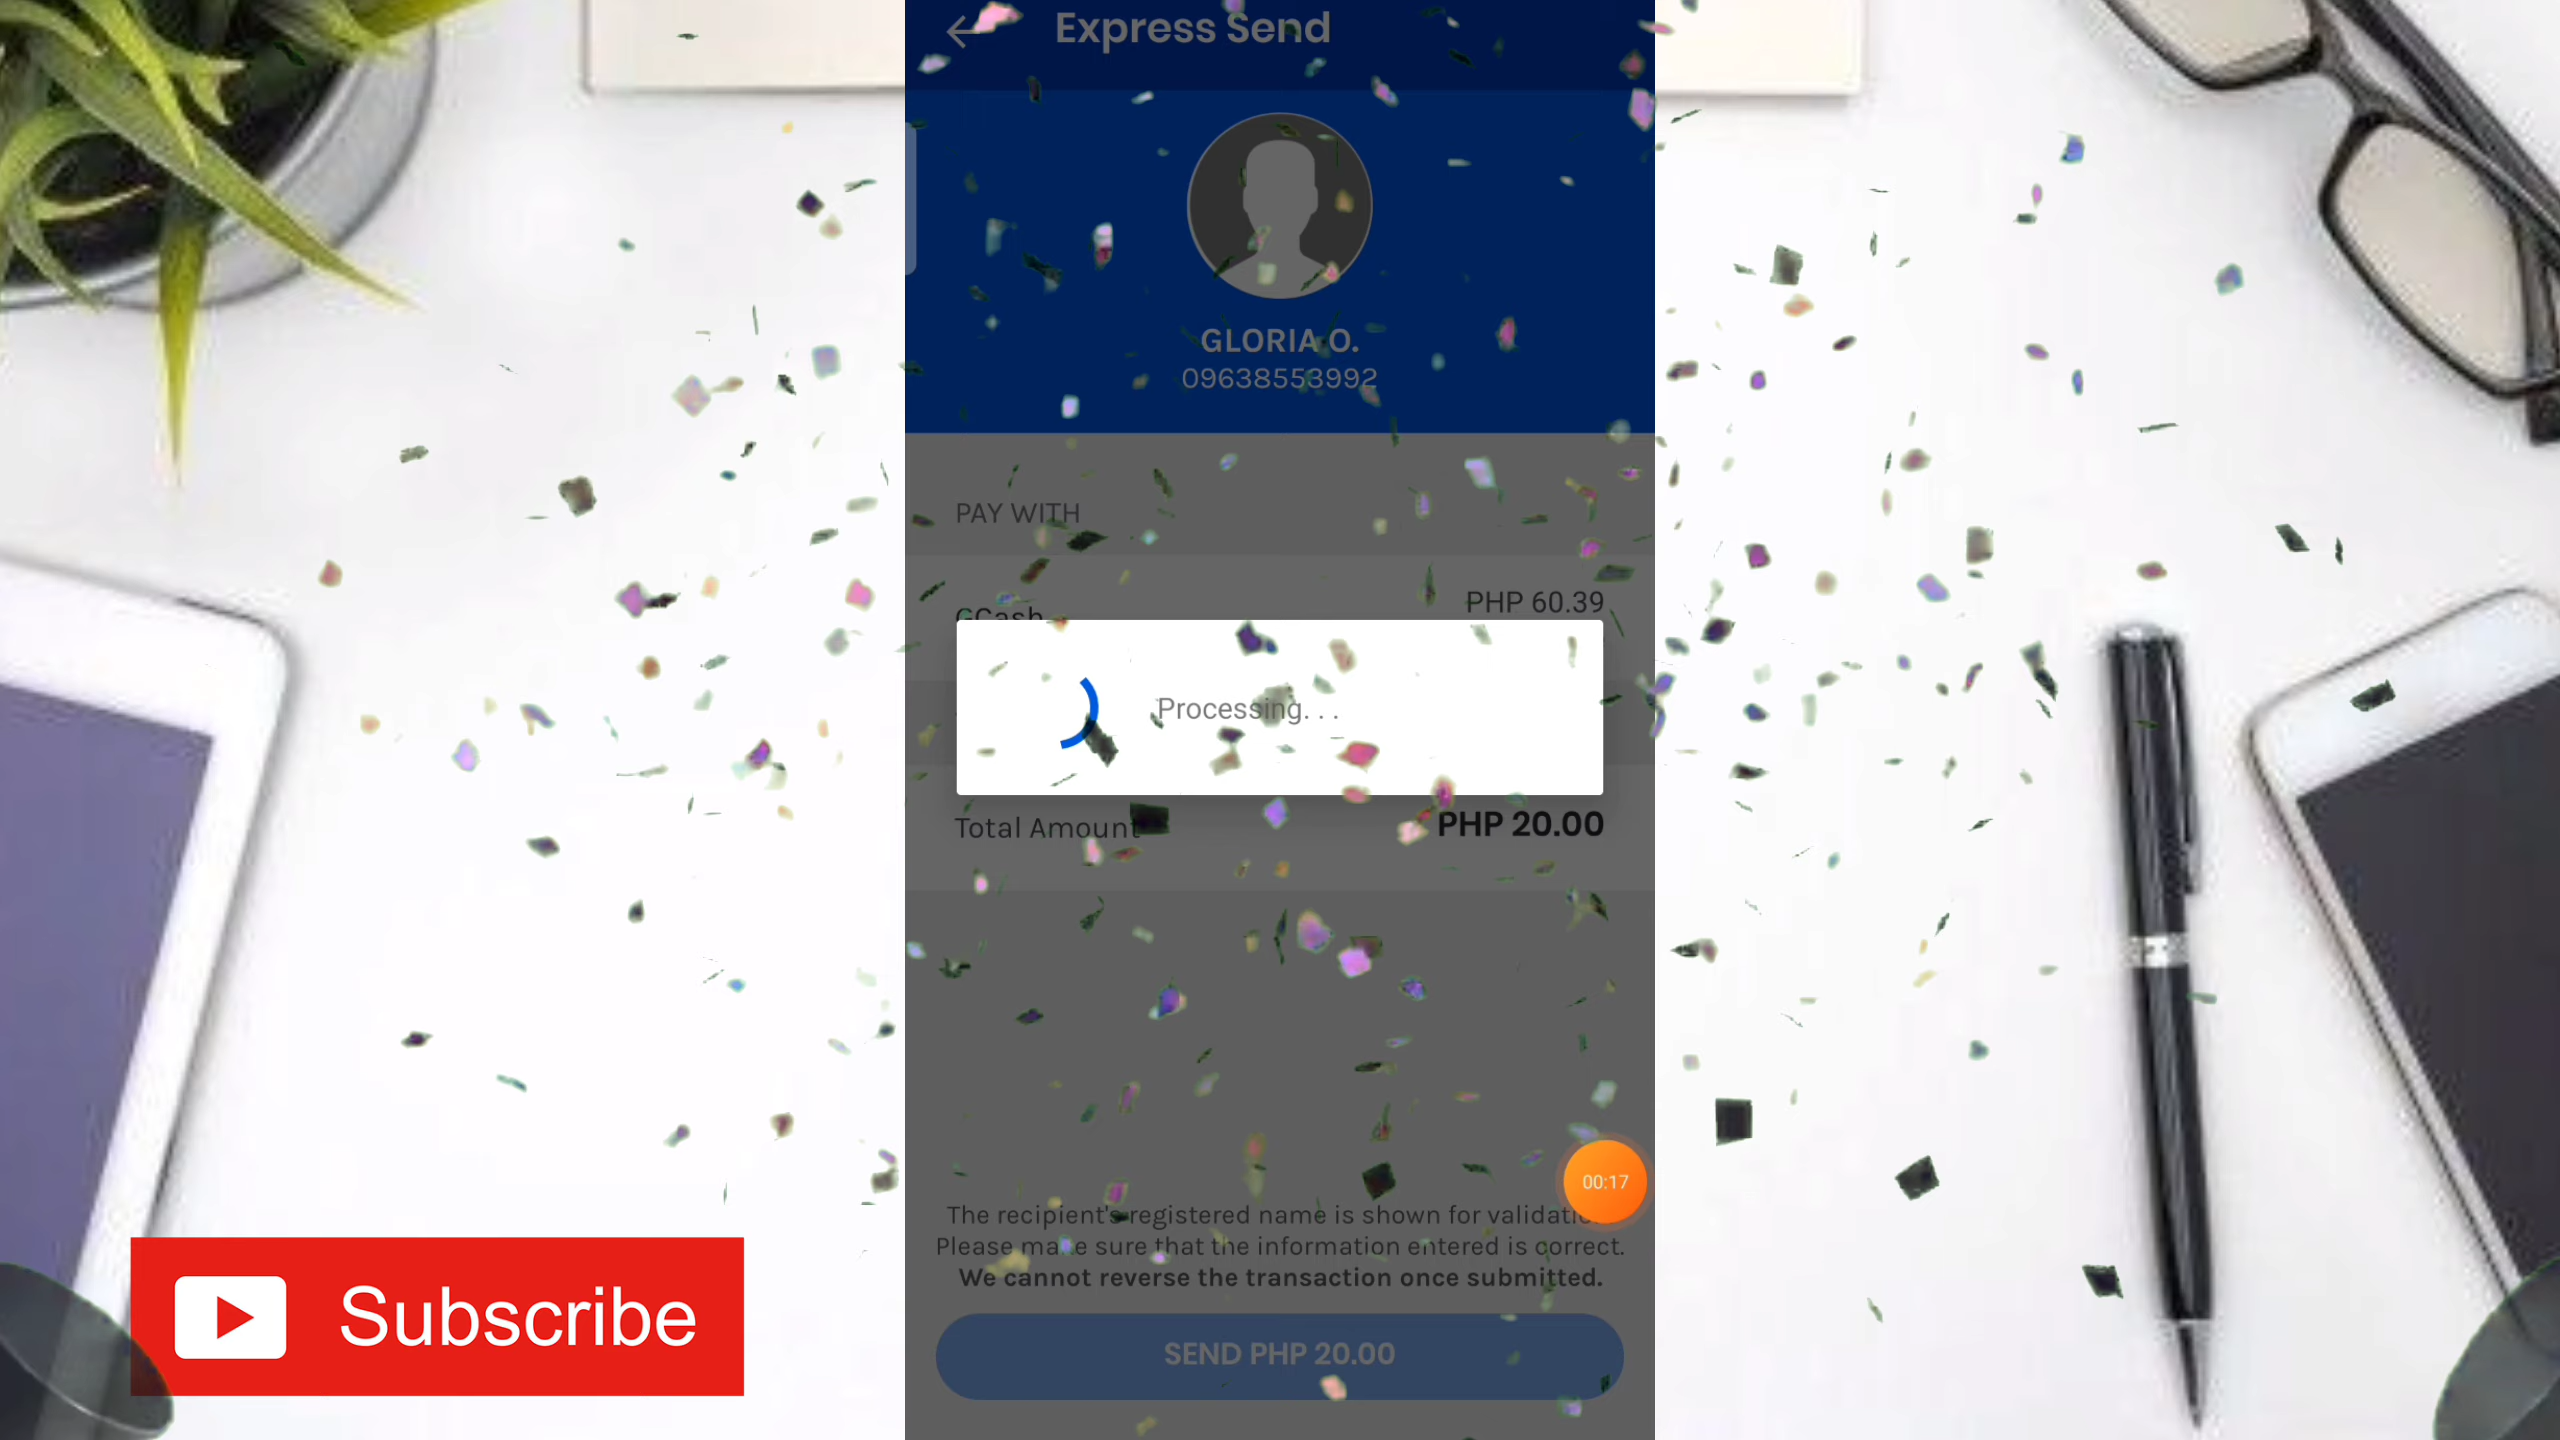 Express Send
GLORIA O.
09638553992
PAY WITH
GCash
PHP 60.39
Processing. . .
Total Amount
PHP 20.00
00:17
The recipient's registered name is shown for
Please make sure that the information entered is correct.
We cannot reverse the transaction once submitted.
SEND PHP 20.00
Subscribe